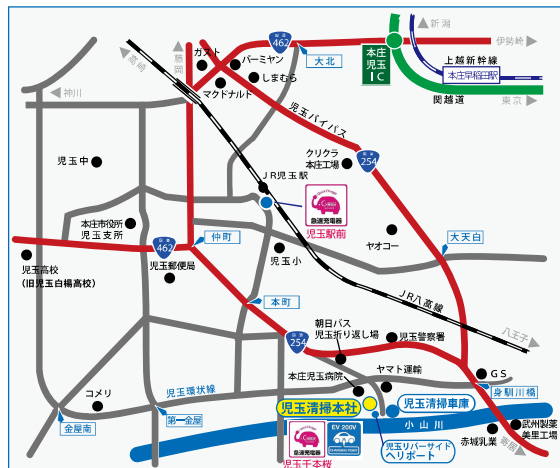 新潟
伊勢崎
上越新幹線
本庄早稲田駅
本庄
児玉
IC
関越道
東京
藤岡
高崎
神川
ガスト
バーミヤン
しまむら
マクドナルド
国道
462
大北
児玉バイパス
クリクラ
本庄工場
国道
254
児玉中
JR児玉駅
急速充電器
児玉駅前
本庄市役所
児玉支所
国道
462
仲町
児玉郵便局
児玉小
ヤオコー
大天白
児玉高校
(旧児玉白楊高校)
本町
JR八高線
八王子
国道
254
朝日バス
児玉折り返し場
児玉警察署
GS
ヤマト運輸
本庄児玉病院
身馴川橋
コメリ
児玉環状線
金屋南
第一金屋
児玉清掃本社
児玉清掃車庫
小山川
急速充電器
EV 200V
CHARGING POINT
児玉千本桜
児玉リバーサイド
ヘリポート
赤城乳業
寄居
武州製薬
美里工場